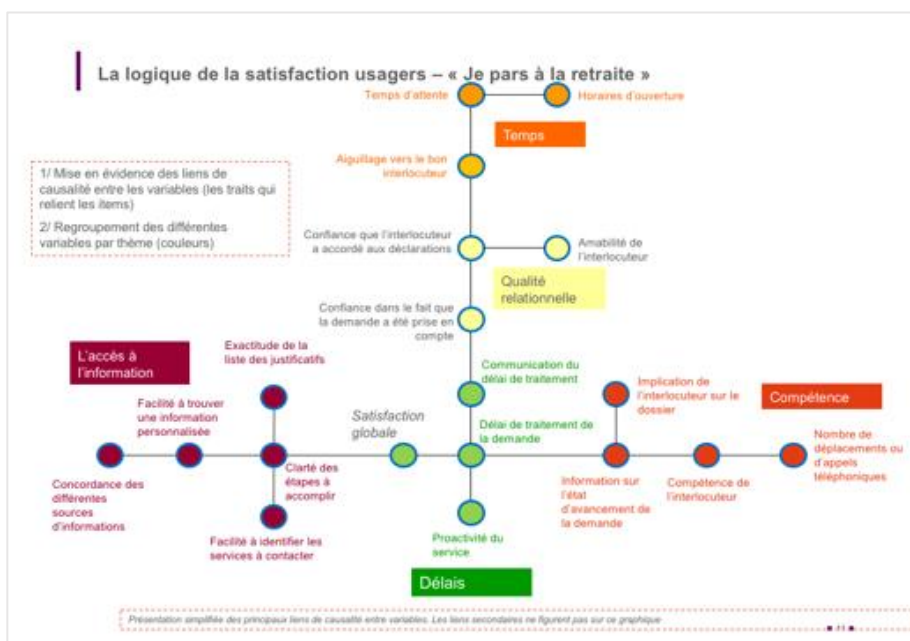 La logique de la satisfaction usagers – « Je pars à la retraite »
Temps d'attente
Horaires d'ouverture
Temps
Aiguillage vers le bon
interlocuteur
1/ Mise en évidence des liens de
causalité entre les variables (les traits qui
relient les items)
2/ Regroupement des différentes
variables par thème (couleurs)
Confiance que l'interlocuteur
a accordé aux déclarations
Amabilité de
l'interlocuteur
Qualité
relationnelle
Confiance dans le fait que
la demande a été prise en
compte
L'accès à
l'information
Exactitude de la
liste des justificatifs
Communication du
délai de traitement
Implication de
l'interlocuteur sur le
dossier
Compétence
Facilité à trouver
une information
personnalisée
Satisfaction
globale
Délai de traitement
de la demande
Nombre de
déplacements ou
d'appels
téléphoniques
Concordance des
différentes
sources
d'informations
Clarté des
étapes à
accomplir
Information sur
l'état
d'avancement de
la demande
Compétence de
l'interlocuteur
Facilité à identifier les
services à contacter
Proactivité du
service
Délais
Présentation simplifiée des principaux liens de causalité entre variables. Les liens secondaires ne figurent pas sur ce graphique